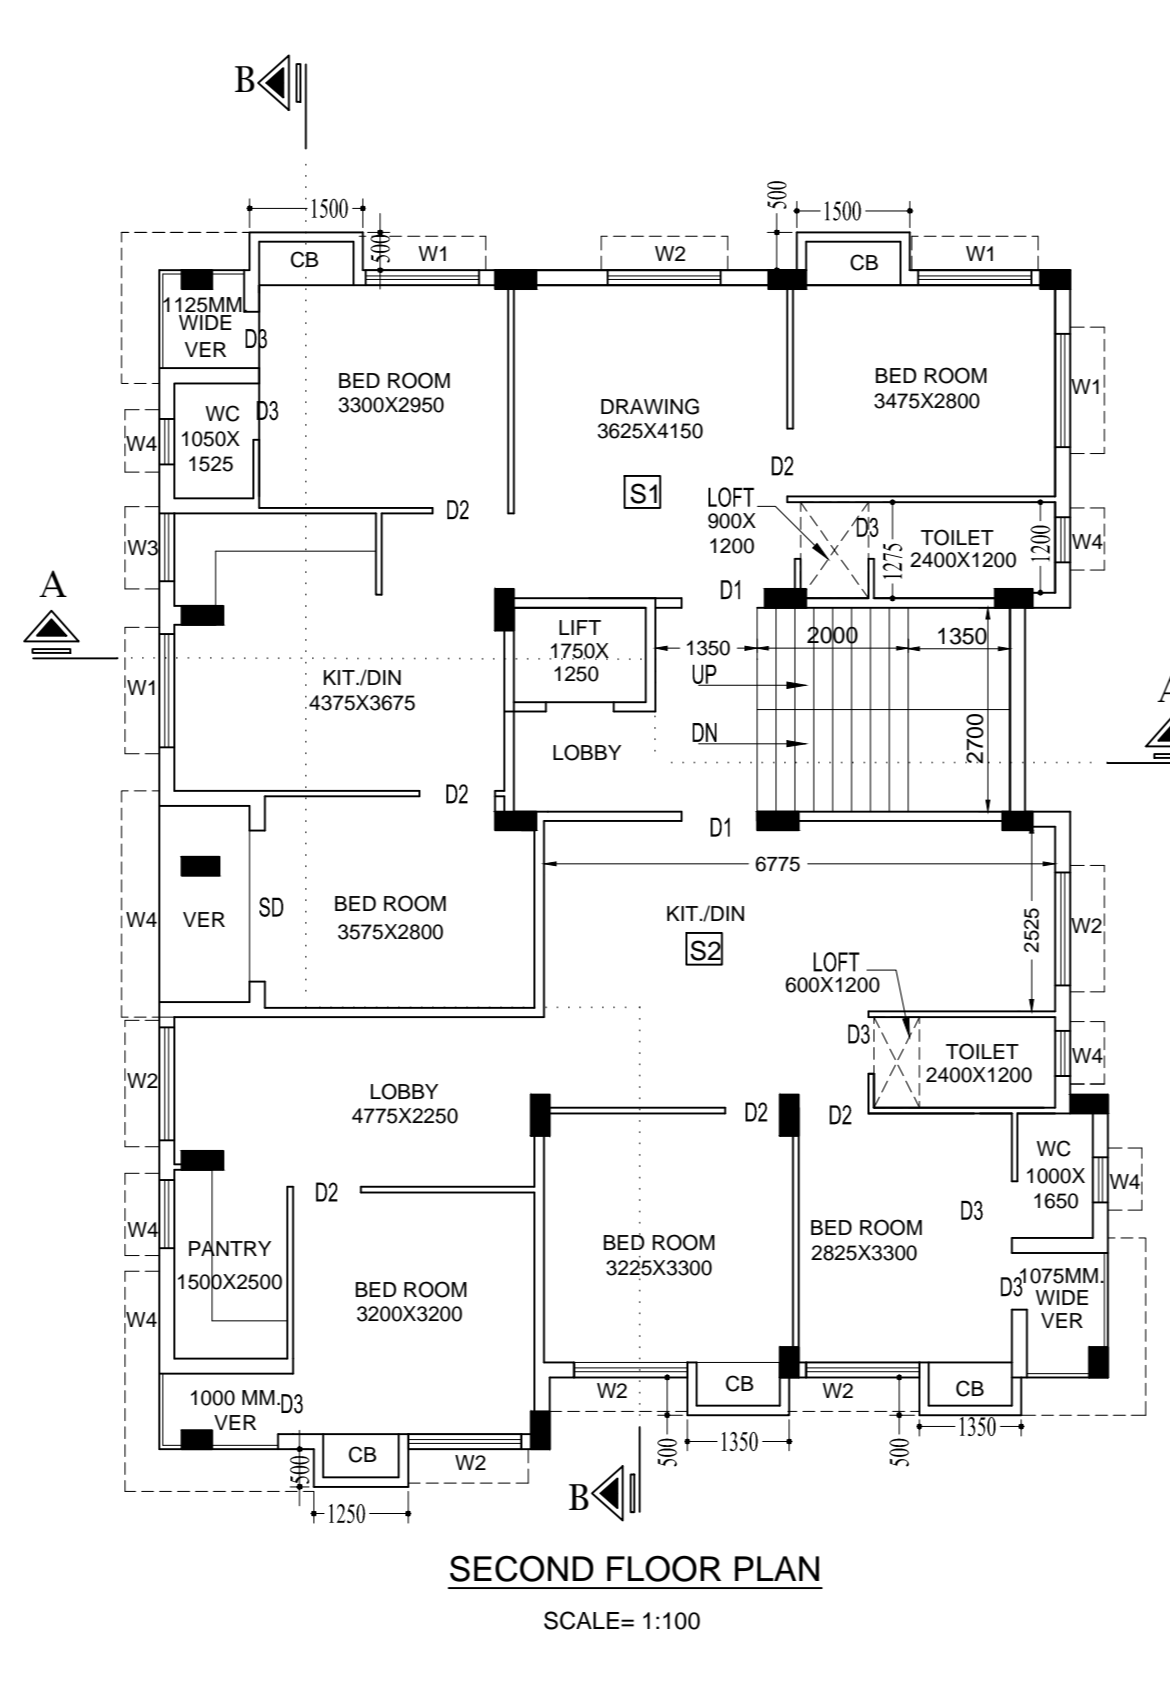 B
1500
500
1500
500
CB
W1
W2
CB
W1
1125MM.
WIDE
VER
D3
BED ROOM
3300X2950
DRAWING
3625X4150
BED ROOM
3475X2800
W1
WC
1050X
1525
D3
W4
D2
S1
D2
LOFT
900X
1200
D3
1275
TOILET
2400X1200
1200
W4
W3
A
D1
LIFT
1750X
1250
1350
2000
1350
UP
DN
2700
A
W1
KIT./DIN
4375X3675
LOBBY
D2
D1
6775
W4
VER
SD
BED ROOM
3575X2800
KIT./DIN
S2
2525
W2
LOFT
600X1200
D3
TOILET
2400X1200
W4
W2
LOBBY
4775X2250
D2
D2
D2
WC
1000X
1650
W4
D3
W4
PANTRY
1500X2500
BED ROOM
3200X3200
BED ROOM
3225X3300
BED ROOM
2825X3300
D3
1075MM.
WIDE
VER
W4
1000 MM.
VER
D3
W2
CB
W2
CB
500
1350
500
1350
CB
W2
500
1250
B
SECOND FLOOR PLAN
SCALE= 1:100